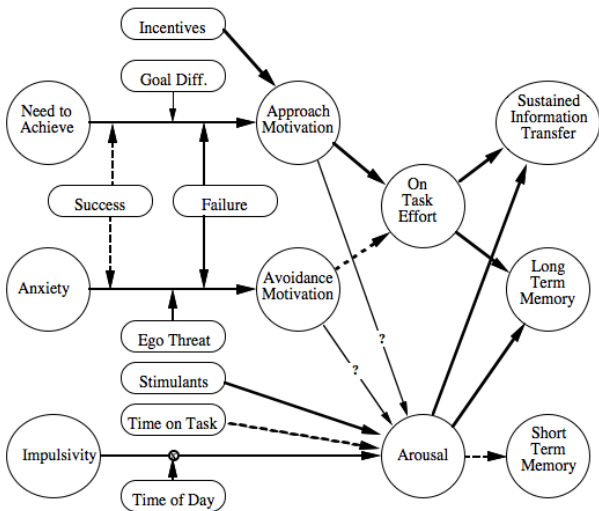 Incentives
Goal Diff.
Need to
Achieve
Approach
Motivation
Sustained
Information
Transfer
On
Task
Effort
Success
Failure
Anxiety
Avoidance
Motivation
Long
Term
Memory
Ego Threat
?
?
Stimulants
Time on Task
Impulsivity
Arousal
Short
Term
Memory
Time of Day